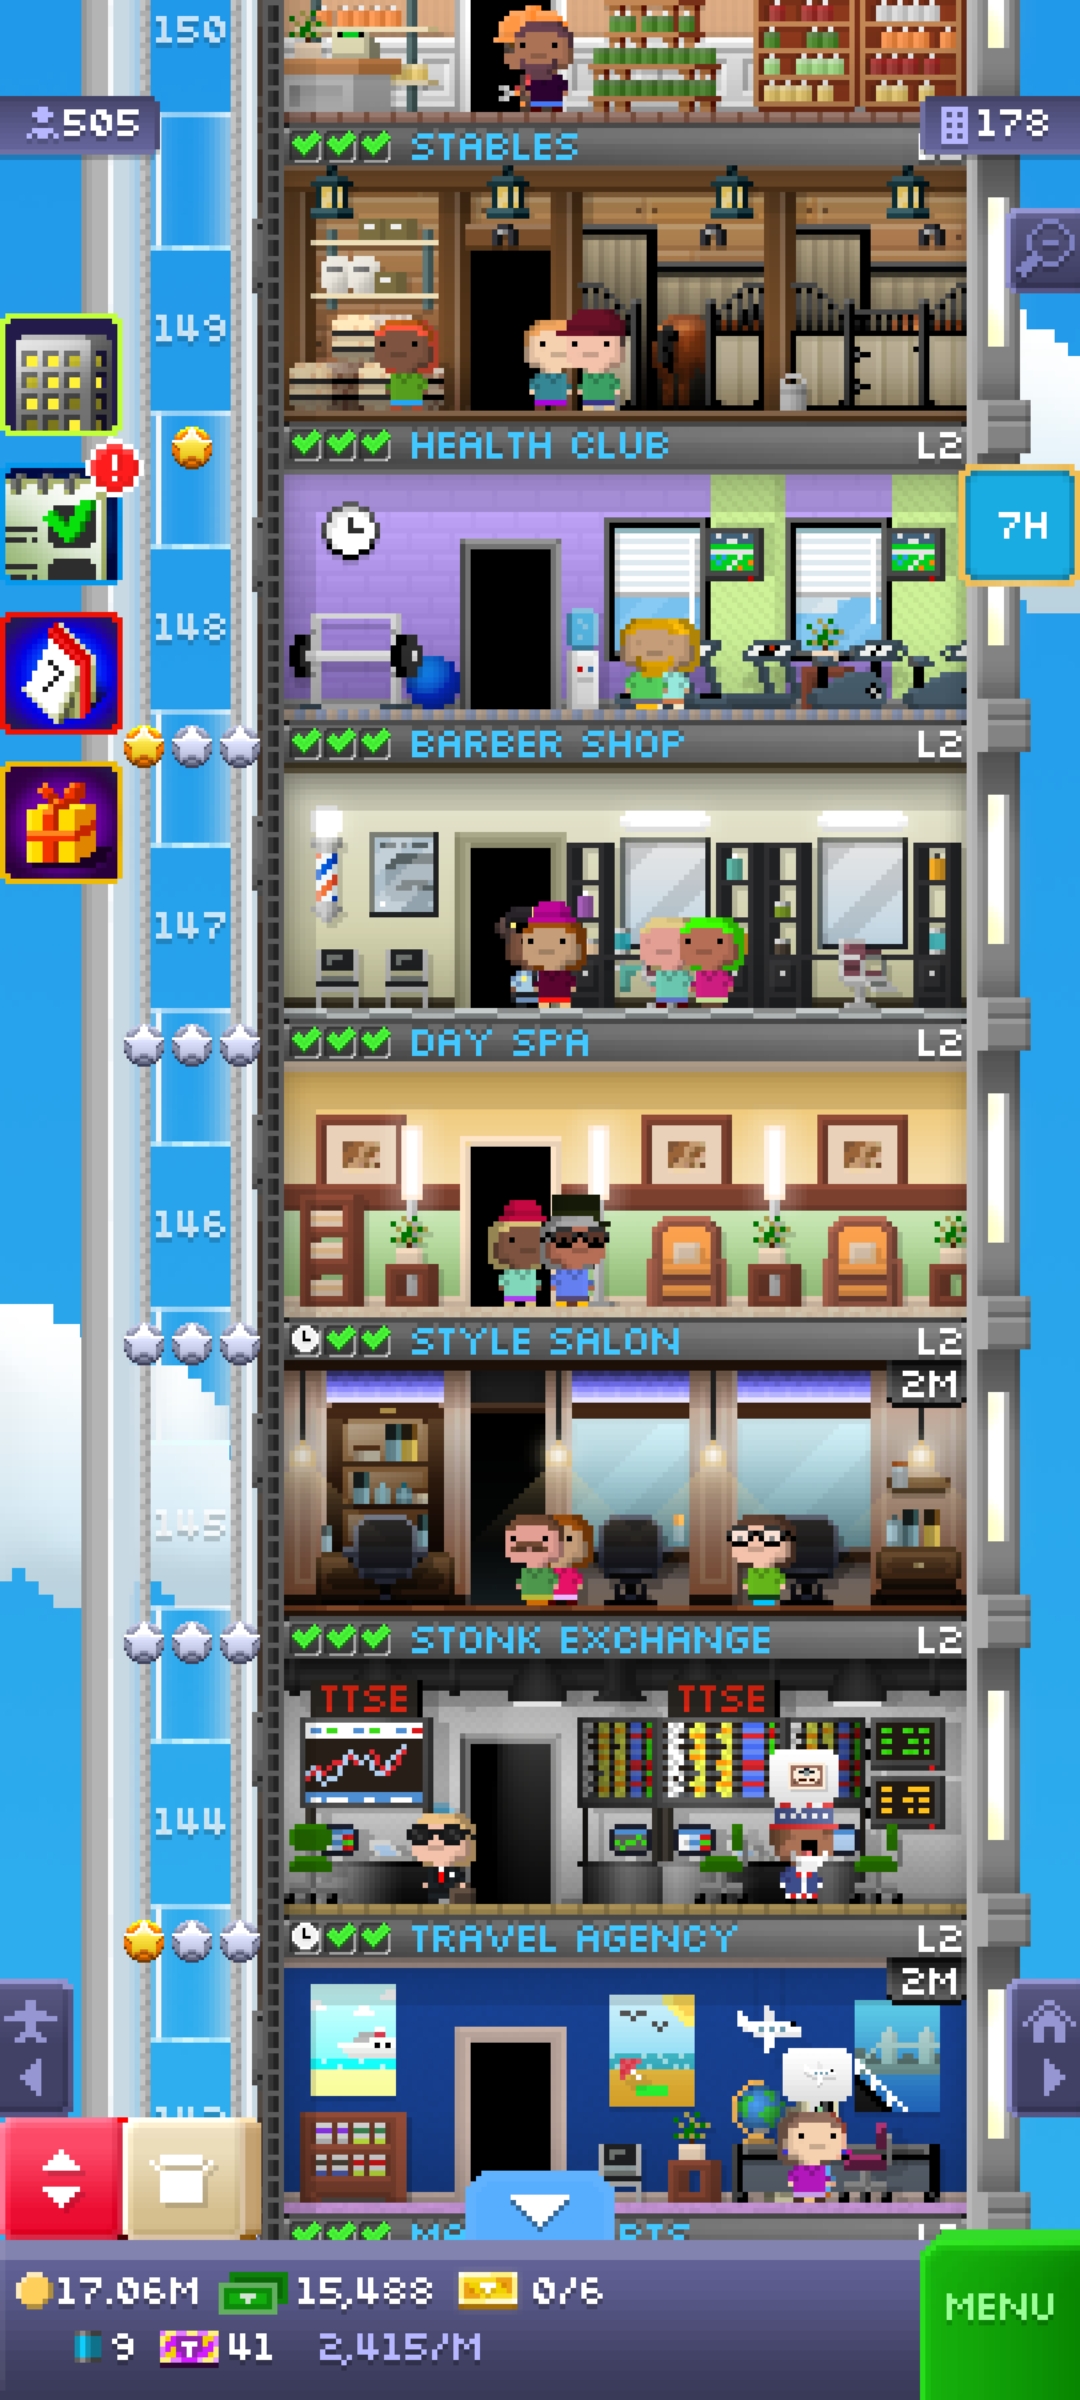 150
505
178
STABLES
149
HEALTH CLUB L2
7H
148
BARBER SHOP L2
147
DAY SPA L2
146
STYLE SALON L2
2M
145
STONK EXCHANGE L2
TTSE TTSE
144
TRAVEL AGENCY L2
2M
17.06M 15,488 0/6
MENU
9 41 2,415/M